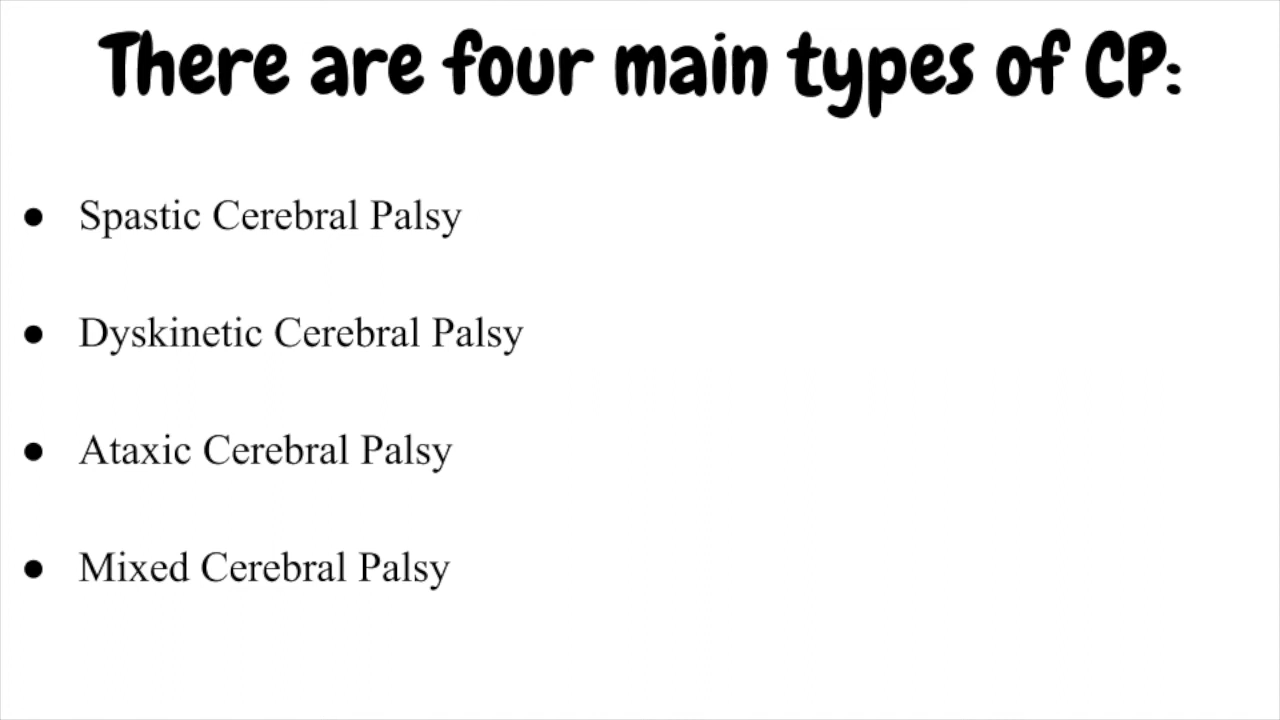 There are four main types of CP:
● Spastic Cerebral Palsy
● Dyskinetic Cerebral Palsy
● Ataxic Cerebral Palsy
● Mixed Cerebral Palsy